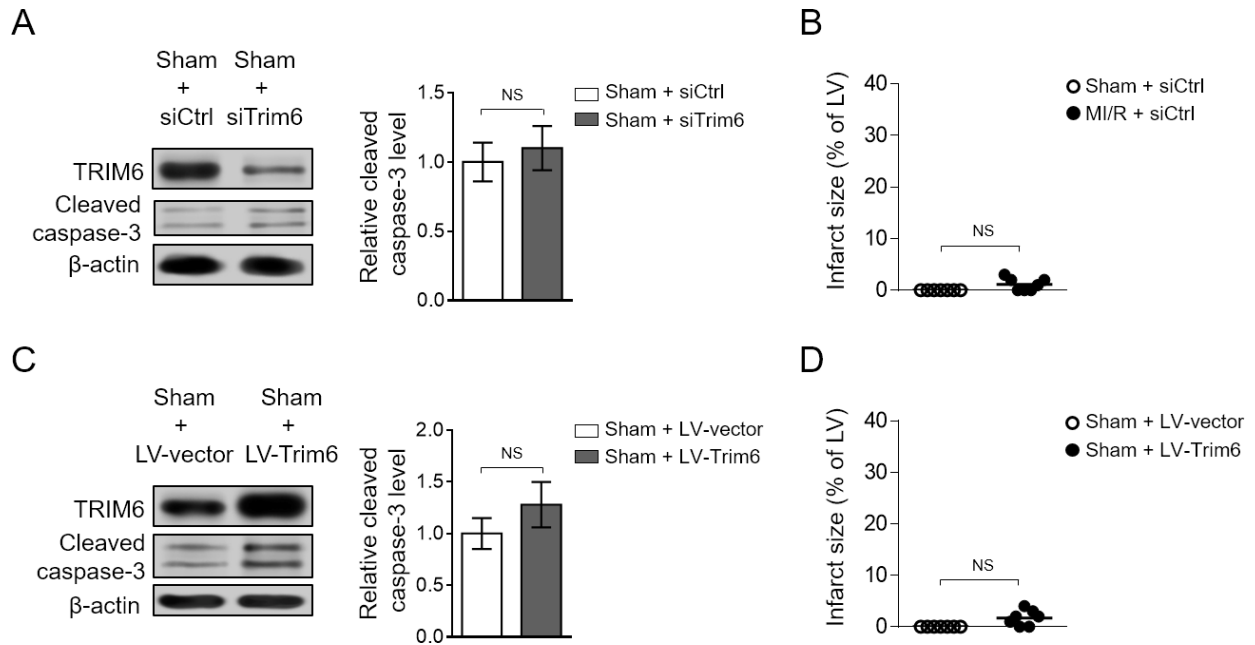 A
Sham Sham
+ +
siCtrl siTrim6
TRIM6
Cleaved
caspase-3
β-actin
Relative cleaved
caspase-3 level
1.5
1.0
0.5
0.0
NS
Sham + siCtrl
Sham + siTrim6
B
Infarct size (% of LV)
40
30
20
10
0
NS
Sham + siCtrl
MI/R + siCtrl
C
Sham Sham
+ +
LV-vector LV-Trim6
TRIM6
Cleaved
caspase-3
β-actin
Relative cleaved
caspase-3 level
2.0
1.5
1.0
0.5
0.0
NS
Sham + LV-vector
Sham + LV-Trim6
D
Infarct size (% of LV)
40
30
20
10
0
NS
Sham + LV-vector
Sham + LV-Trim6